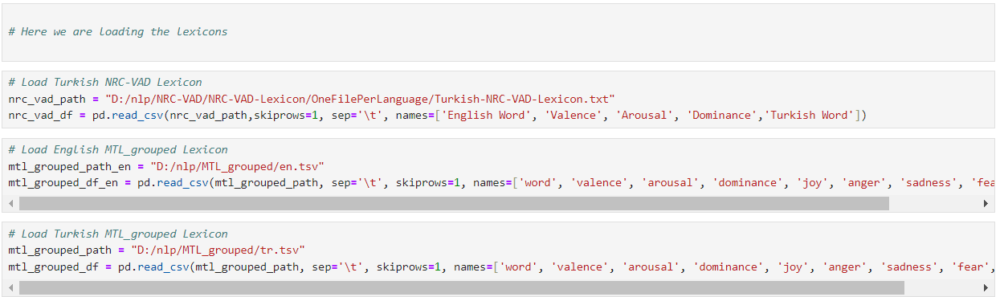 # Here we are loading the lexicons
# Load Turkish NRC-VAD Lexicon
nrc_vad_path = "D:/nlp/NRC-VAD/NRC-VAD-Lexicon/OneFilePerLanguage/Turkish-NRC-VAD-Lexicon.txt"
nrc_vad_df = pd.read_csv(nrc_vad_path,skiprows=1, sep='\t', names=['English Word', 'Valence', 'Arousal', 'Dominance','Turkish Word'])
# Load English MTL_grouped Lexicon
mtl_grouped_path_en = "D:/nlp/MTL_grouped/en.tsv"
mtl_grouped_df_en = pd.read_csv(mtl_grouped_path, sep='\t', skiprows=1, names=['word', 'valence', 'arousal', 'dominance', 'joy', 'anger', 'sadness', 'fea
# Load Turkish MTL_grouped Lexicon
mtl_grouped_path = "D:/nlp/MTL_grouped/tr.tsv"
mtl_grouped_df = pd.read_csv(mtl_grouped_path, sep='\t', skiprows=1, names=['word', 'valence', 'arousal', 'dominance', 'joy', 'anger', 'sadness', 'fear',